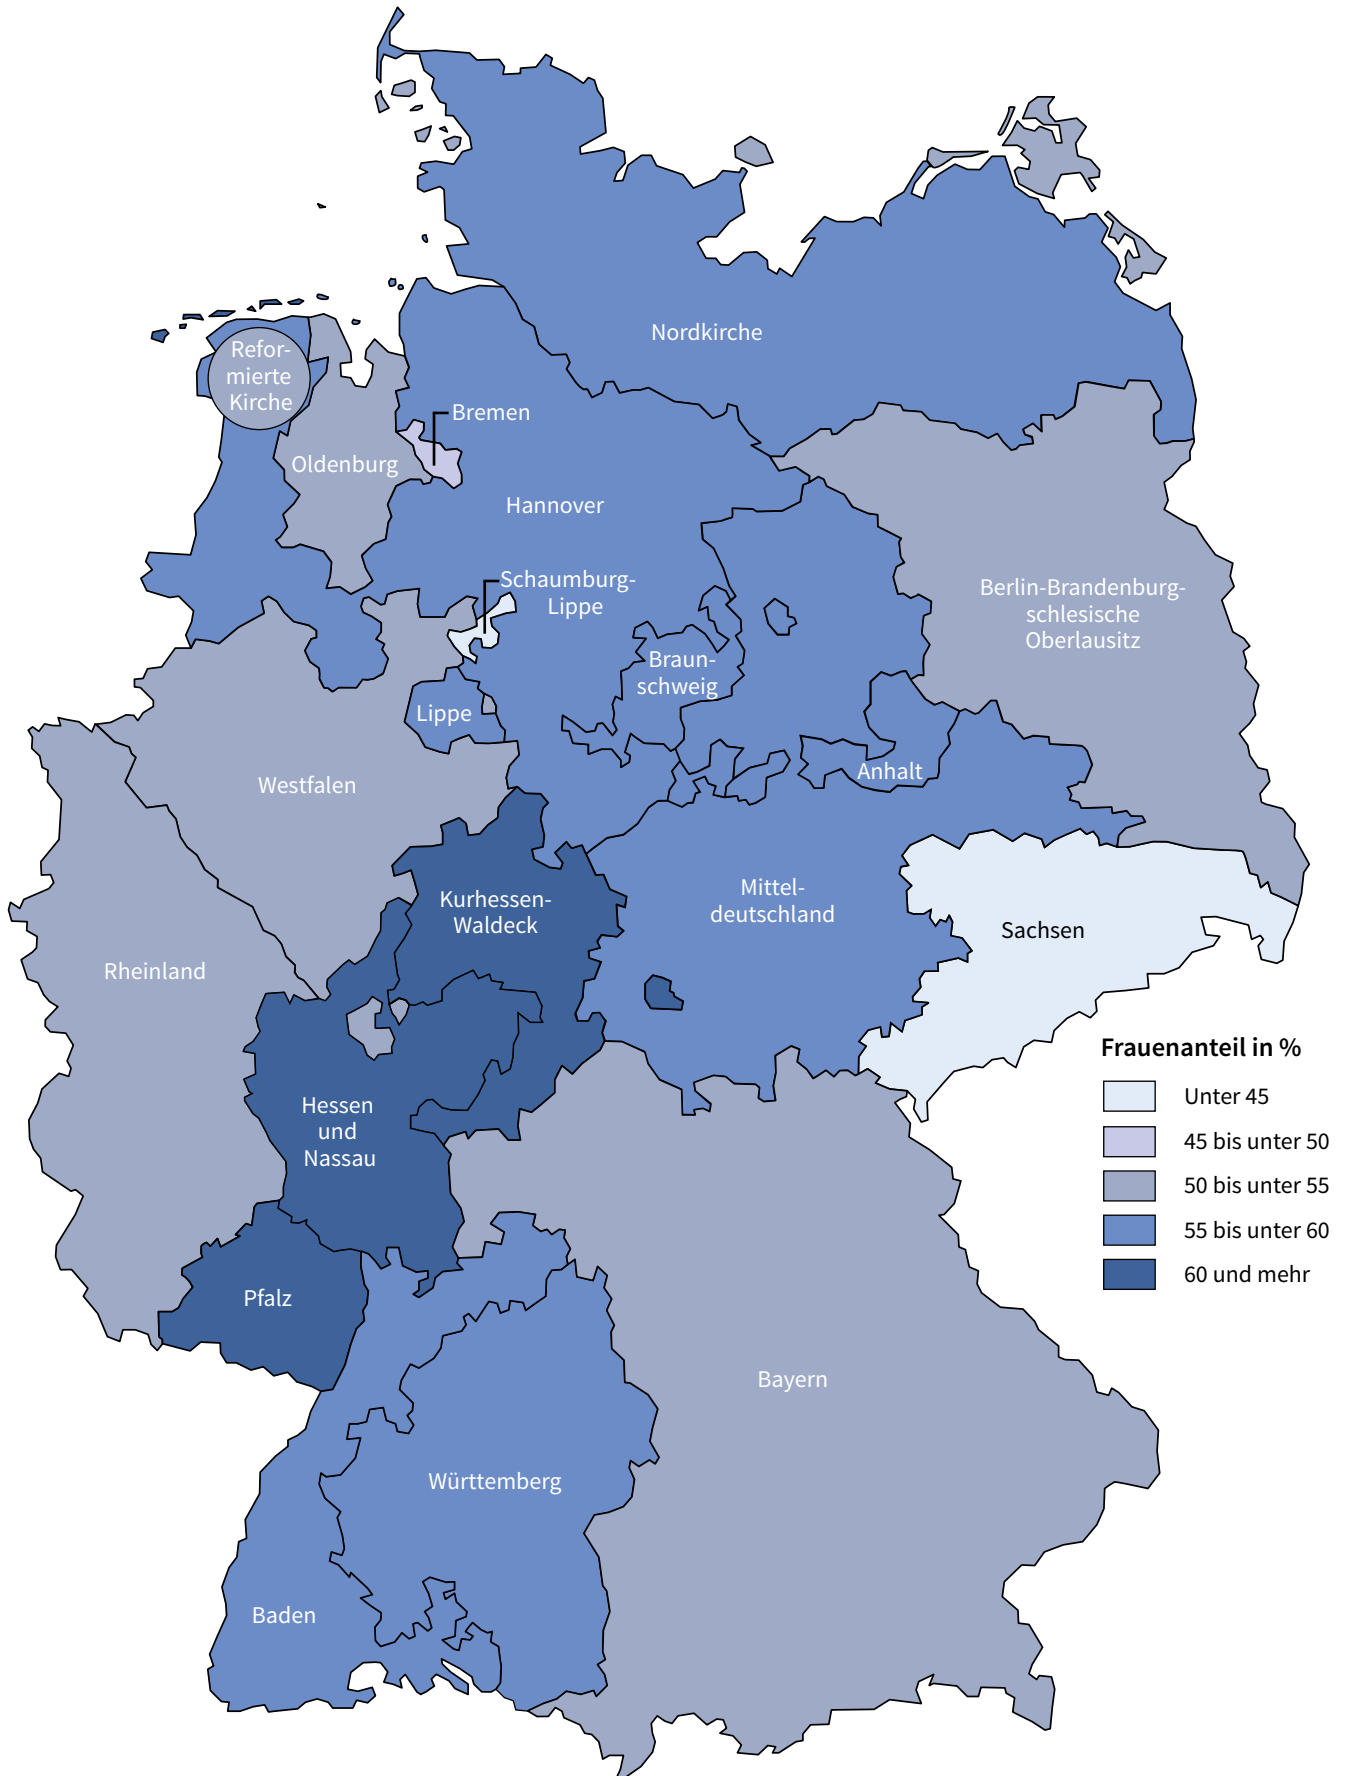 Nordkirche
Refor-
mierte
Kirche
Bremen
Oldenburg
Hannover
Schaumburg-
Lippe
Berlin-Brandenburg-
schlesische
Oberlausitz
Braun-
schweig
Lippe
Anhalt
Westfalen
Kurhessen-
Waldeck
Mittel-
deutschland
Sachsen
Rheinland
Hessen
und
Nassau
Pfalz
Bayern
Württemberg
Baden
Frauenanteil in %
Unter 45
45 bis unter 50
50 bis unter 55
55 bis unter 60
60 und mehr